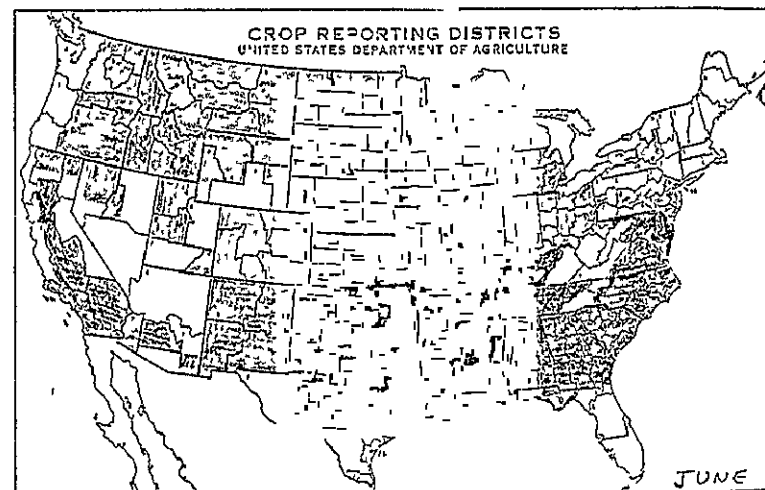 CROP REPORTING DISTRICTS
UNITED STATES DEPARTMENT OF AGRICULTURE
JUNE